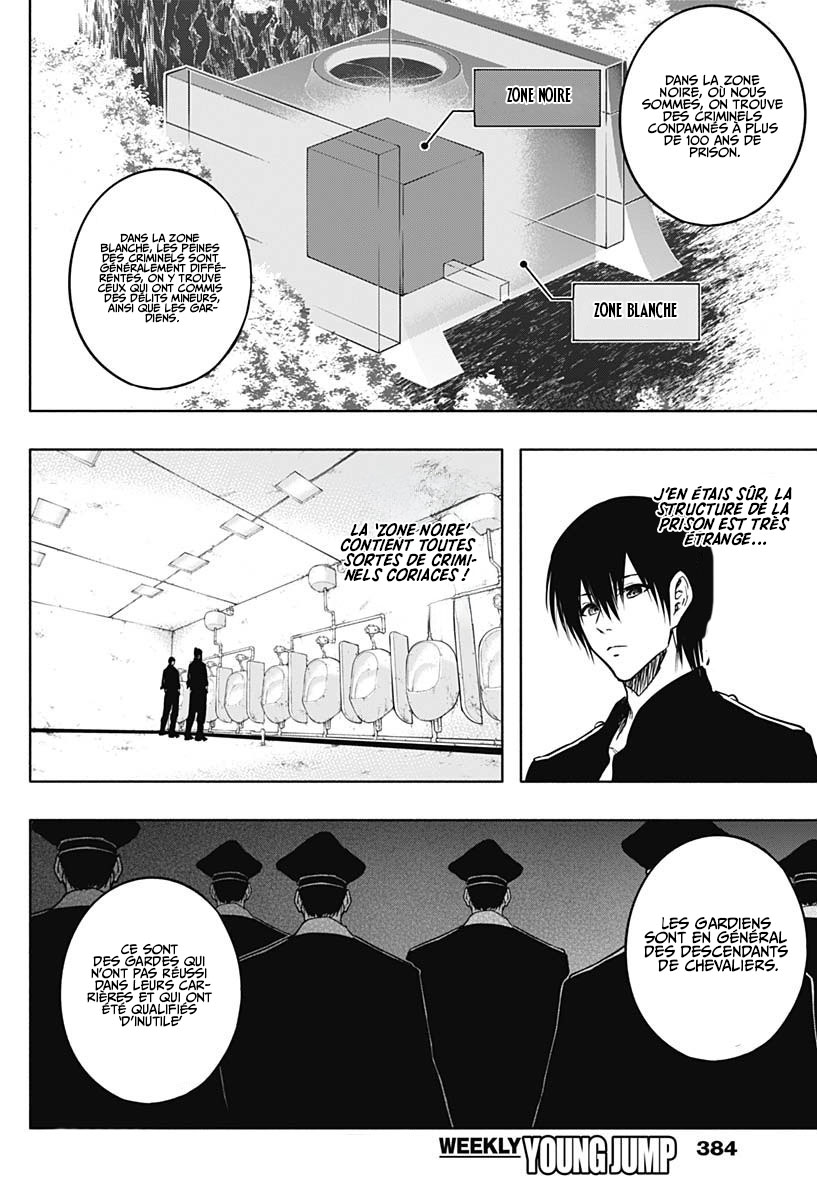 DANS LA ZONE
NOIRE, OÙ NOUS
SOMMES, ON TROUVE
DES CRIMINELS
CONDAMNÉS À PLUS
DE 100 ANS DE
PRISON.
ZONE NOIRE
DANS LA ZONE
BLANCHE, LES PEINES
DES CRIMINELS SONT
GÉNÉRALEMENT DIFFÉ-
RENTES, ON Y TROUVE
CEUX QUI ONT COMMIS
DES DÉLITS MINEURS,
AINSI QUE LES GAR-
DIENS.
ZONE BLANCHE
J'EN ÉTAIS SÛR, LA
STRUCTURE DE LA
PRISON EST TRÈS
ÉTRANGE...
LA 'ZONE NOIRE'
CONTIENT TOUTES
SORTES DE CRIMI-
NELS CORIACES !
LES GARDIENS
SONT EN GÉNÉRAL
DES DESCENDANTS
DE CHEVALIERS.
CE SONT
DES GARDES QUI
N'ONT PAS RÉUSSI
DANS LEURS CAR-
RIÈRES ET QUI ONT
ÉTÉ QUALIFIÉS
'D'INUTILE'
WEEKLY YOUNG JUMP 384